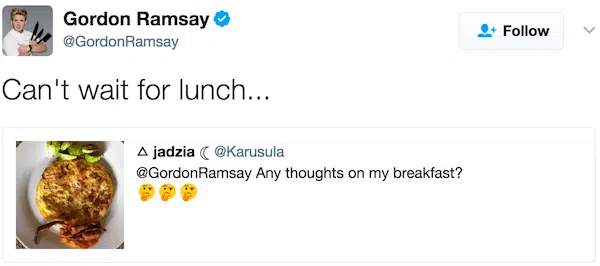 Gordon Ramsay
@GordonRamsay
Follow
Can't wait for lunch...
△ jadzia ☾ @Karusula
@GordonRamsay Any thoughts on my breakfast?
🤔🤔🤔